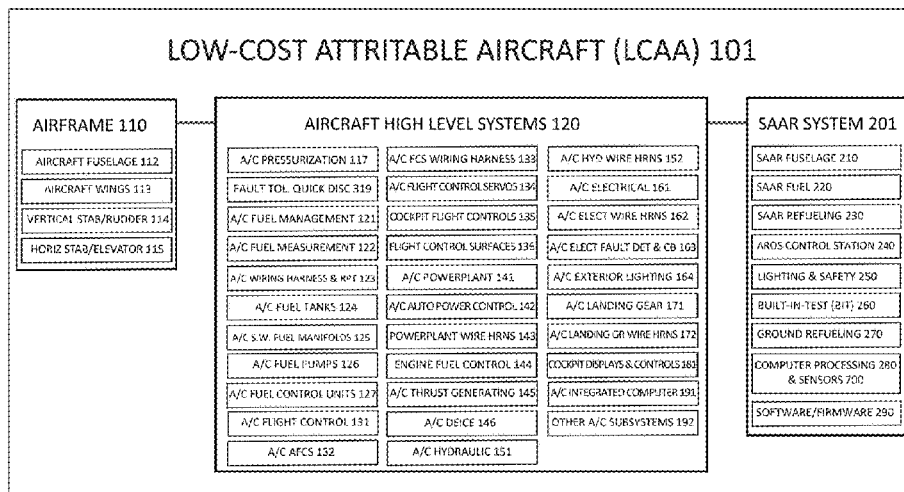 LOW-COST ATTRITABLE AIRCRAFT (LCAA) 101
AIRFRAME 110
AIRCRAFT FUSELAGE 112
AIRCRAFT WINGS 113
VERTICAL STAB/RUDDER 114
HORIZ STAB/ELEVATOR 115
AIRCRAFT HIGH LEVEL SYSTEMS 120
A/C PRESSURIZATION 117
FAULT TOL. QUICK DISC 319
A/C FUEL MANAGEMENT 121
A/C FUEL MEASUREMENT 122
A/C WIRING HARNESS & RPT 123
A/C FUEL TANKS 124
A/C S.W. FUEL MANIFOLDS 125
A/C FUEL PUMPS 126
A/C FUEL CONTROL UNITS 127
A/C FLIGHT CONTROL 131
A/C AFCS 132
A/C FCS WIRING HARNESS 133
A/C FLIGHT CONTROL SERVOS 134
COCKPIT FLIGHT CONTROLS 135
FLIGHT CONTROL SURFACES 136
A/C POWERPLANT 141
A/C AUTO POWER CONTROL 142
POWERPLANT WIRE HRNS 143
ENGINE FUEL CONTROL 144
A/C THRUST GENERATING 145
A/C DEICE 146
A/C HYDRAULIC 151
A/C HYD WIRE HRNS 152
A/C ELECTRICAL 161
A/C ELECT WIRE HRNS 162
A/C ELECT FAULT DET & CB 163
A/C EXTERIOR LIGHTING 164
A/C LANDING GEAR 171
A/C LANDING GR WIRE HRNS 172
COCKPIT DISPLAYS & CONTROLS 181
A/C INTEGRATED COMPUTER 191
OTHER A/C SUBSYSTEMS 192
SAAR SYSTEM 201
SAAR FUSELAGE 210
SAAR FUEL 220
SAAR REFUELING 230
AROS CONTROL STATION 240
LIGHTING & SAFETY 250
BUILT-IN-TEST (BIT) 260
GROUND REFUELING 270
COMPUTER PROCESSING 280
& SENSORS 700
SOFTWARE/FIRMWARE 290